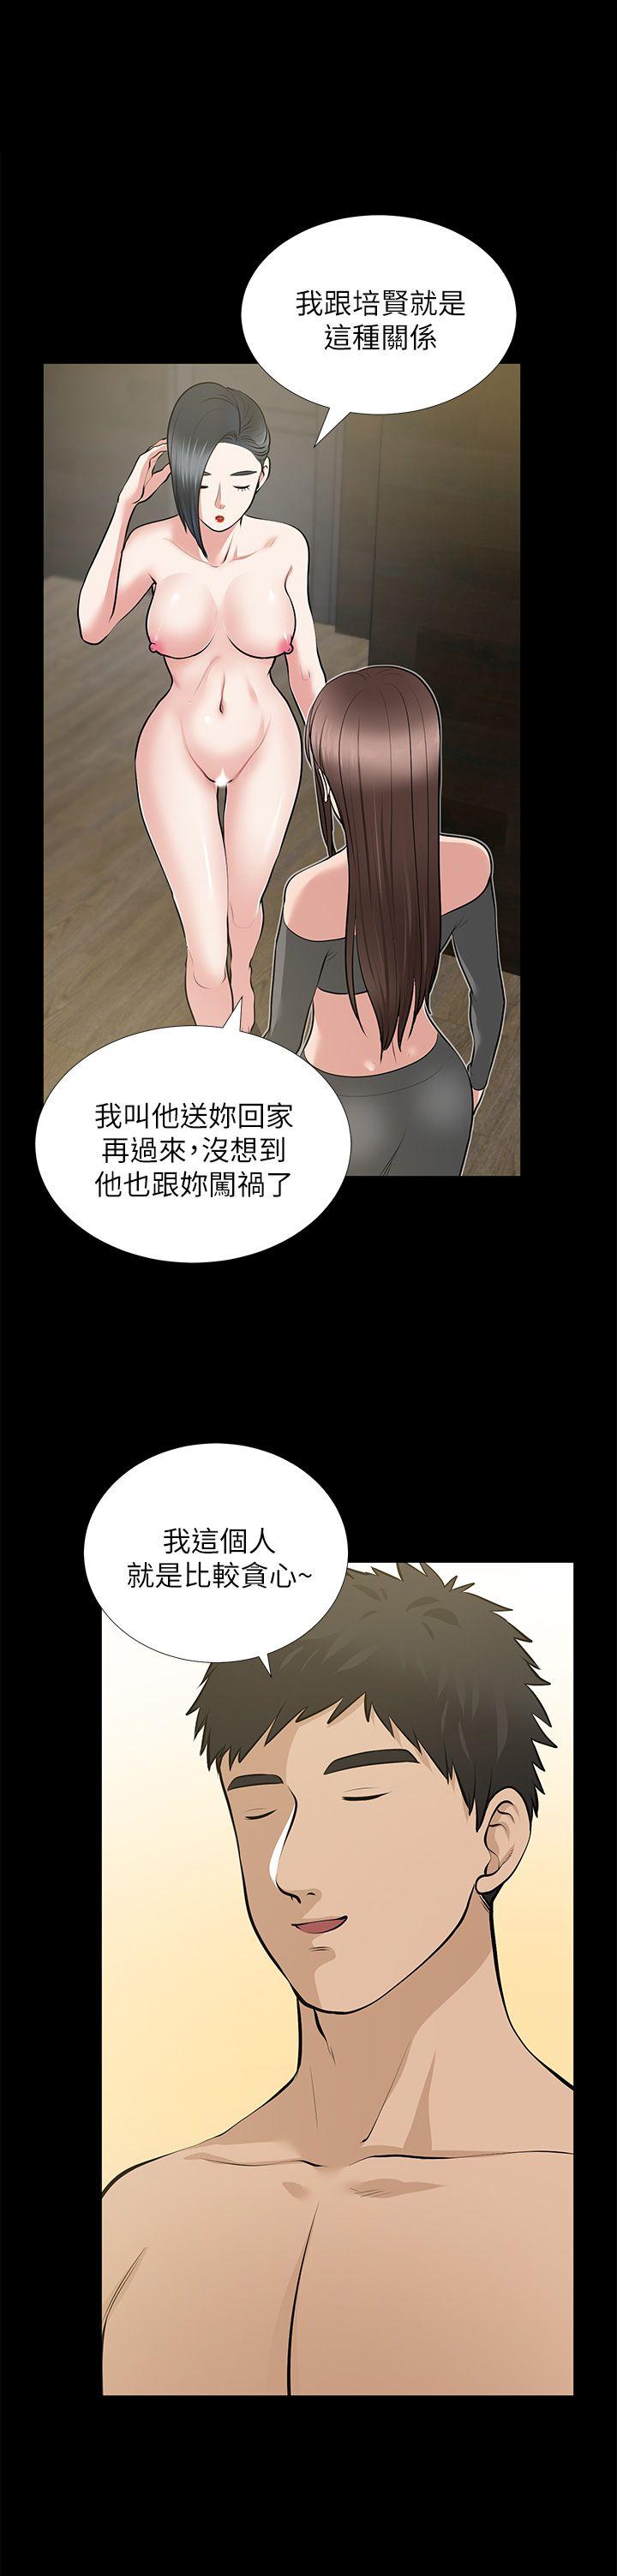 我跟培賢就是
這種關係
我叫他送妳回家
再過來，沒想到
他也跟妳闖禍了
我這個人
就是比較貪心~